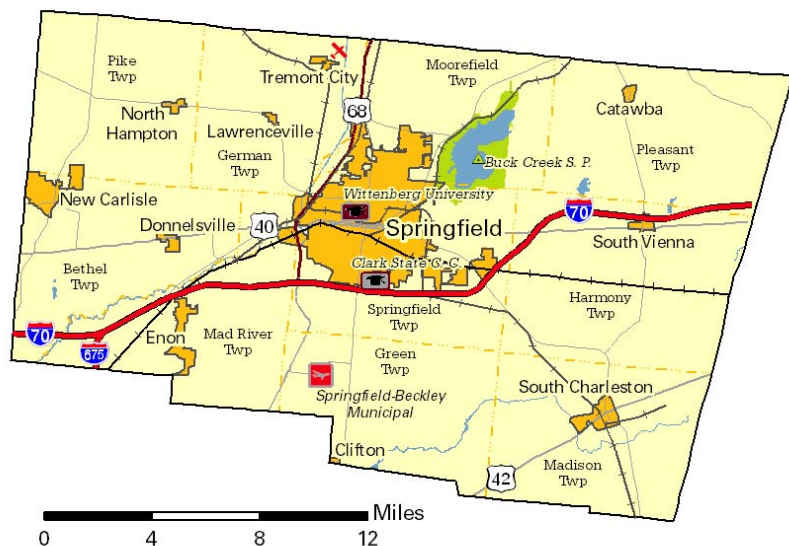 Pike
Twp
Tremont City
Moorefield
Twp
68
North
Hampton
Lawrenceville
German
Twp
Catawba
Pleasant
Twp
Buck Creek S. P.
New Carlisle
Wittenberg University
Donnelsville
40
Springfield
70
South Vienna
Clark State C. C.
Bethel
Twp
Harmony
Twp
Springfield
Twp
70
675
Enon
Mad River
Twp
Green
Twp
Springfield-Beckley
Municipal
South Charleston
Clifton
42
Madison
Twp
Miles
0 4 8 12